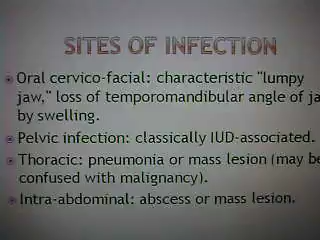 SITES OF INFECTION
Oral cervico-facial: characteristic "lumpy
jaw," loss of temporomandibular angle of ja
by swelling.
Pelvic infection: classically IUD-associated.
Thoracic: pneumonia or mass lesion (may be
confused with malignancy).
Intra-abdominal: abscess or mass lesion.